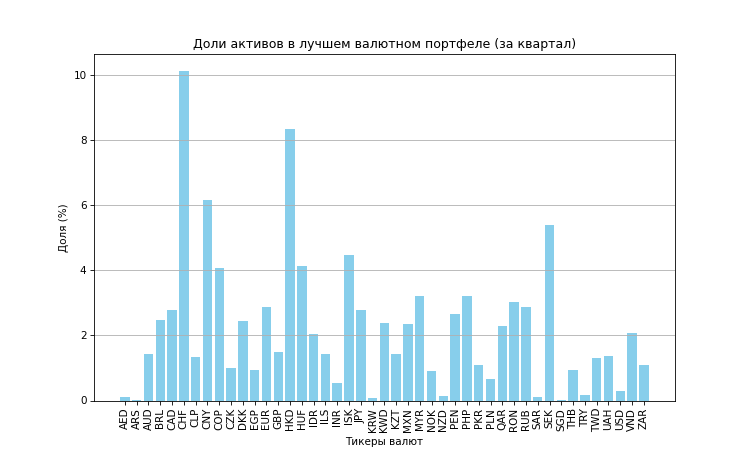 Доли активов в лучшем валютном портфеле (за квартал)
Доля (%)
10
8
6
4
2
0
AED ARS AUD BRL CAD CHF CLP CNY COP CZK DKK EGP EUR GBP HKD HUF IDR ILS INR ISK JPY KRW KWD KZT MXN MYR NOK NZD PEN PHP PKR PLN QAR RON RUB SAR SEK SGD THB TRY TWD UAH USD VND ZAR
Тикеры валют